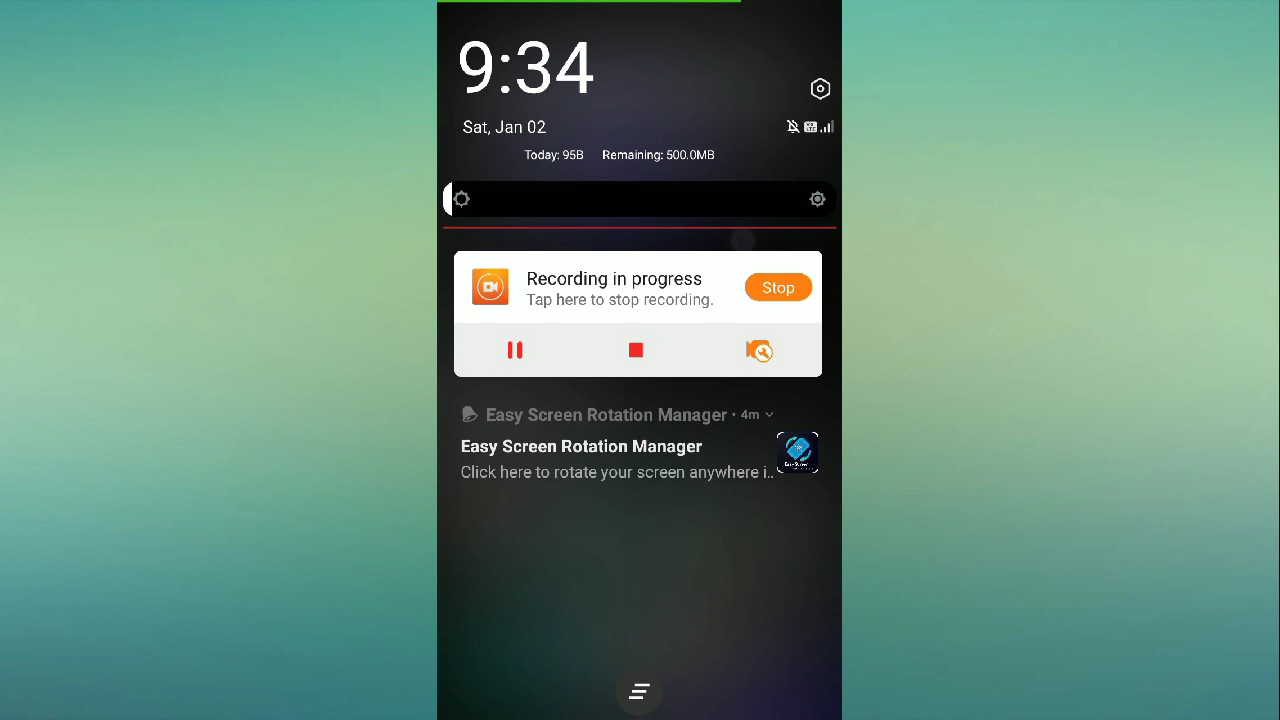 9:34
Sat, Jan 02
Today: 95B Remaining: 500.0MB
Recording in progress
Tap here to stop recording.
Stop
Easy Screen Rotation Manager • 4m
Easy Screen Rotation Manager
Click here to rotate your screen anywhere i..